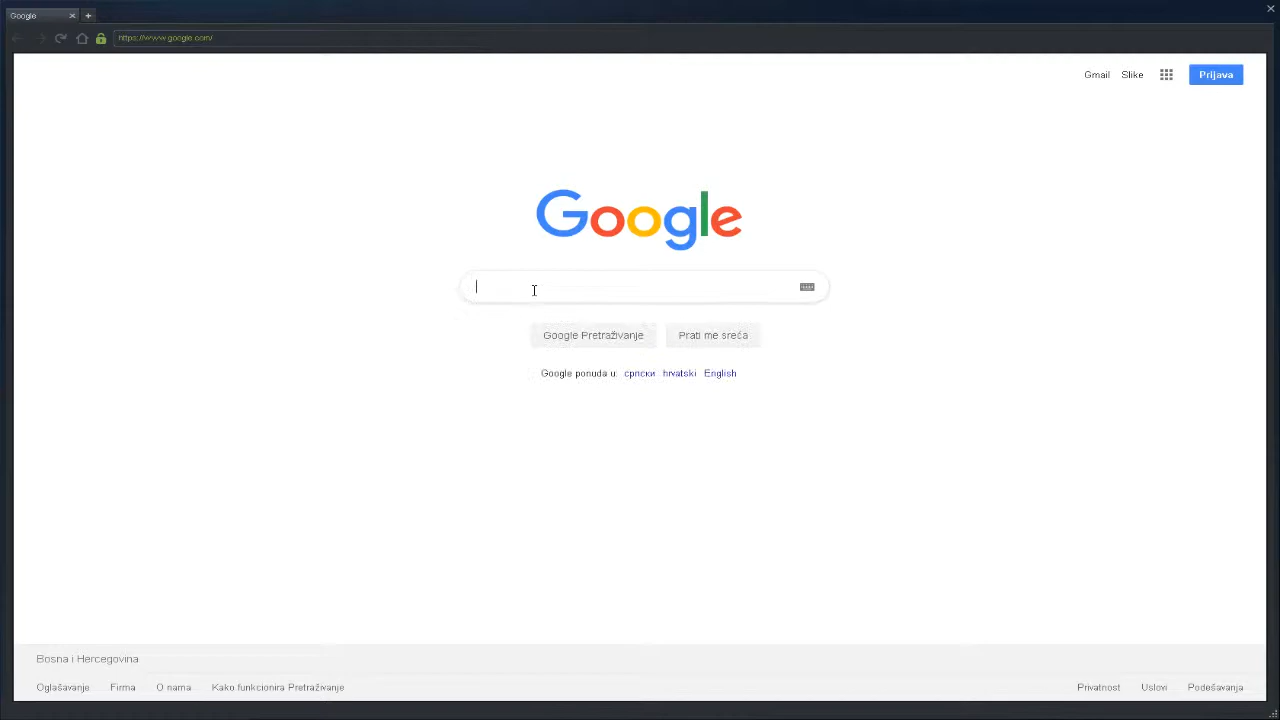 Google
https://www.google.com/
Gmail Slike Prijava
Google
Google Pretraživanje Prati me sreća
Google ponuda u: српски hrvatski English
Bosna i Hercegovina
Oglašavanje Firma O nama Kako funkcionira Pretraživanje Privatnost Uslovi Podešavanja